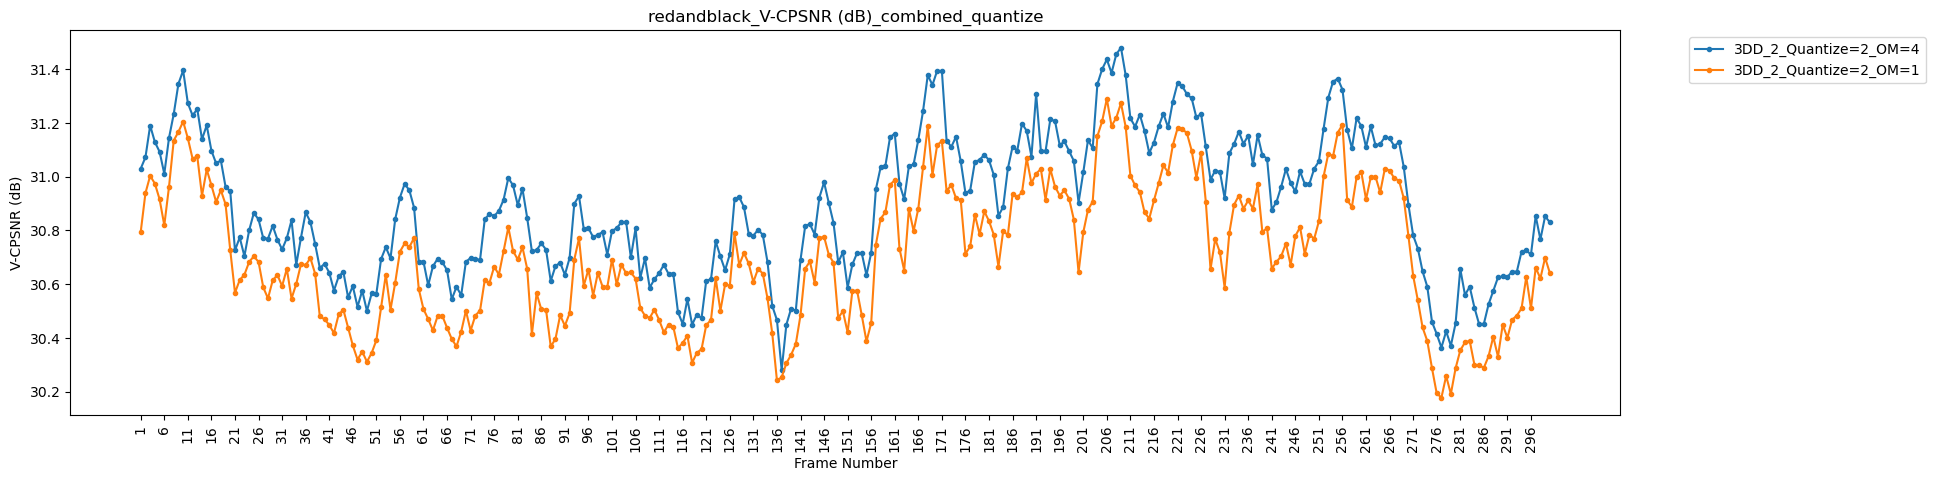 redandblack_V-CPSNR (dB)_combined_quantize
3DD_2_Quantize=2_OM=4
3DD_2_Quantize=2_OM=1
V-CPSNR (dB)
31.4
31.2
31.0
30.8
30.6
30.4
30.2
1 6 11 16 21 26 31 36 41 46 51 56 61 66 71 76 81 86 91 96 101 106 111 116 121 126 131 136 141 146 151 156 161 166 171 176 181 186 191 196 201 206 211 216 221 226 231 236 241 246 251 256 261 266 271 276 281 286 291 296
Frame Number